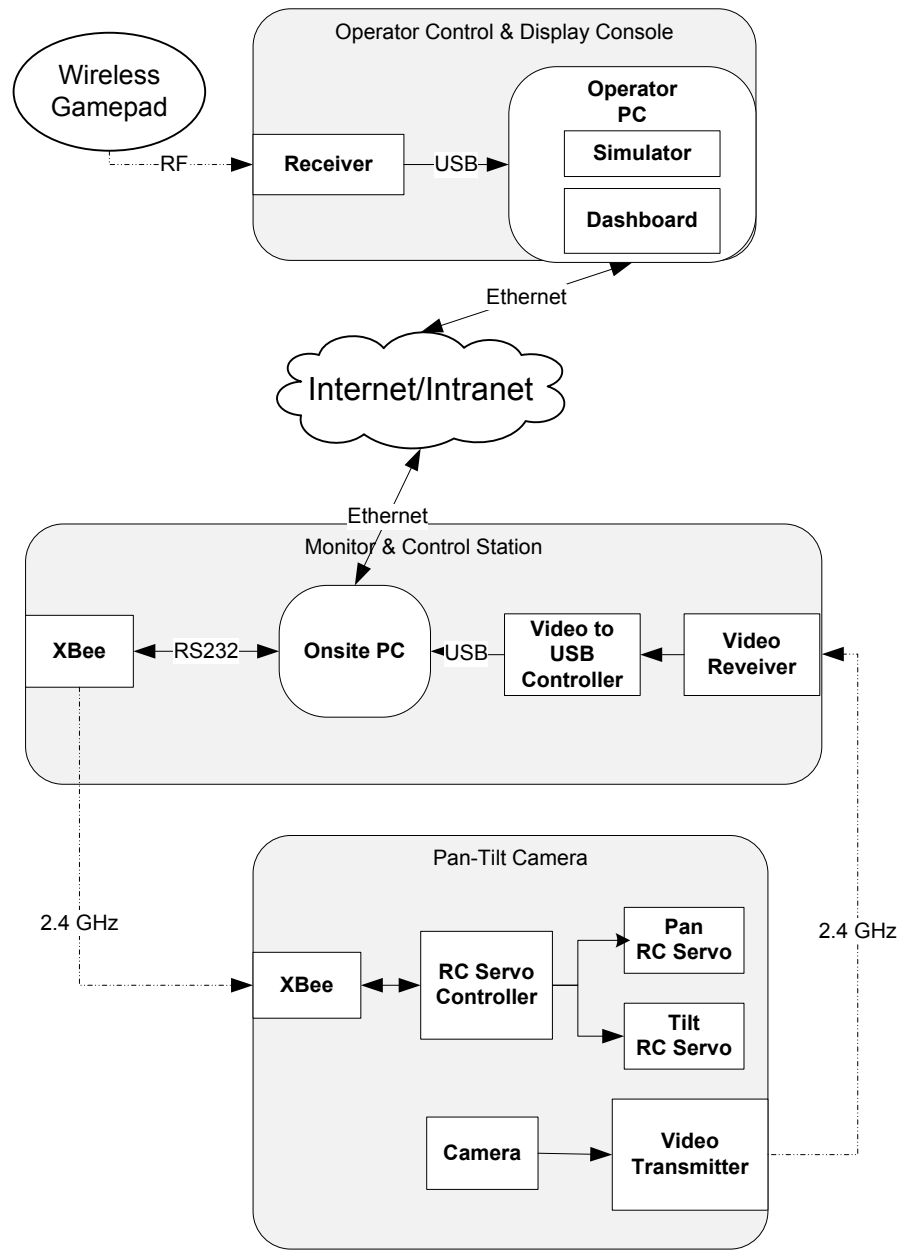 Operator Control & Display Console
Wireless
Gamepad
Operator
PC
Simulator
Dashboard
RF
Receiver
USB
Ethernet
Internet/Intranet
Ethernet
Monitor & Control Station
XBee
RS232
Onsite PC
USB
Video to
USB
Controller
Video
Reveiver
Pan-Tilt Camera
2.4 GHz
2.4 GHz
XBee
RC Servo
Controller
Pan
RC Servo
Tilt
RC Servo
Camera
Video
Transmitter